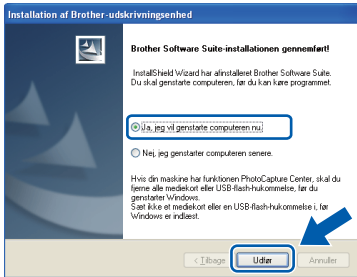 Installation af Brother-udskrivningsenhed
Brother Software Suite-installationen gennemført!
InstallShield Wizard har afinstalleret Brother Software Suite.
Du skal genstarte computeren, før du kan køre programmet.
Ja, jeg vil genstarte computeren nu.
Nej, jeg genstarter computeren senere.
Hvis din maskine har funktionen PhotoCapture Center, skal du
fjerne alle mediekort eller USB-flash-hukommelse, før du
genstarter Windows.
Sæt ikke et mediekort eller en USB-flash-hukommelse i, før
Windows er indlæst.
< Tilbage
Udfør
Annuller